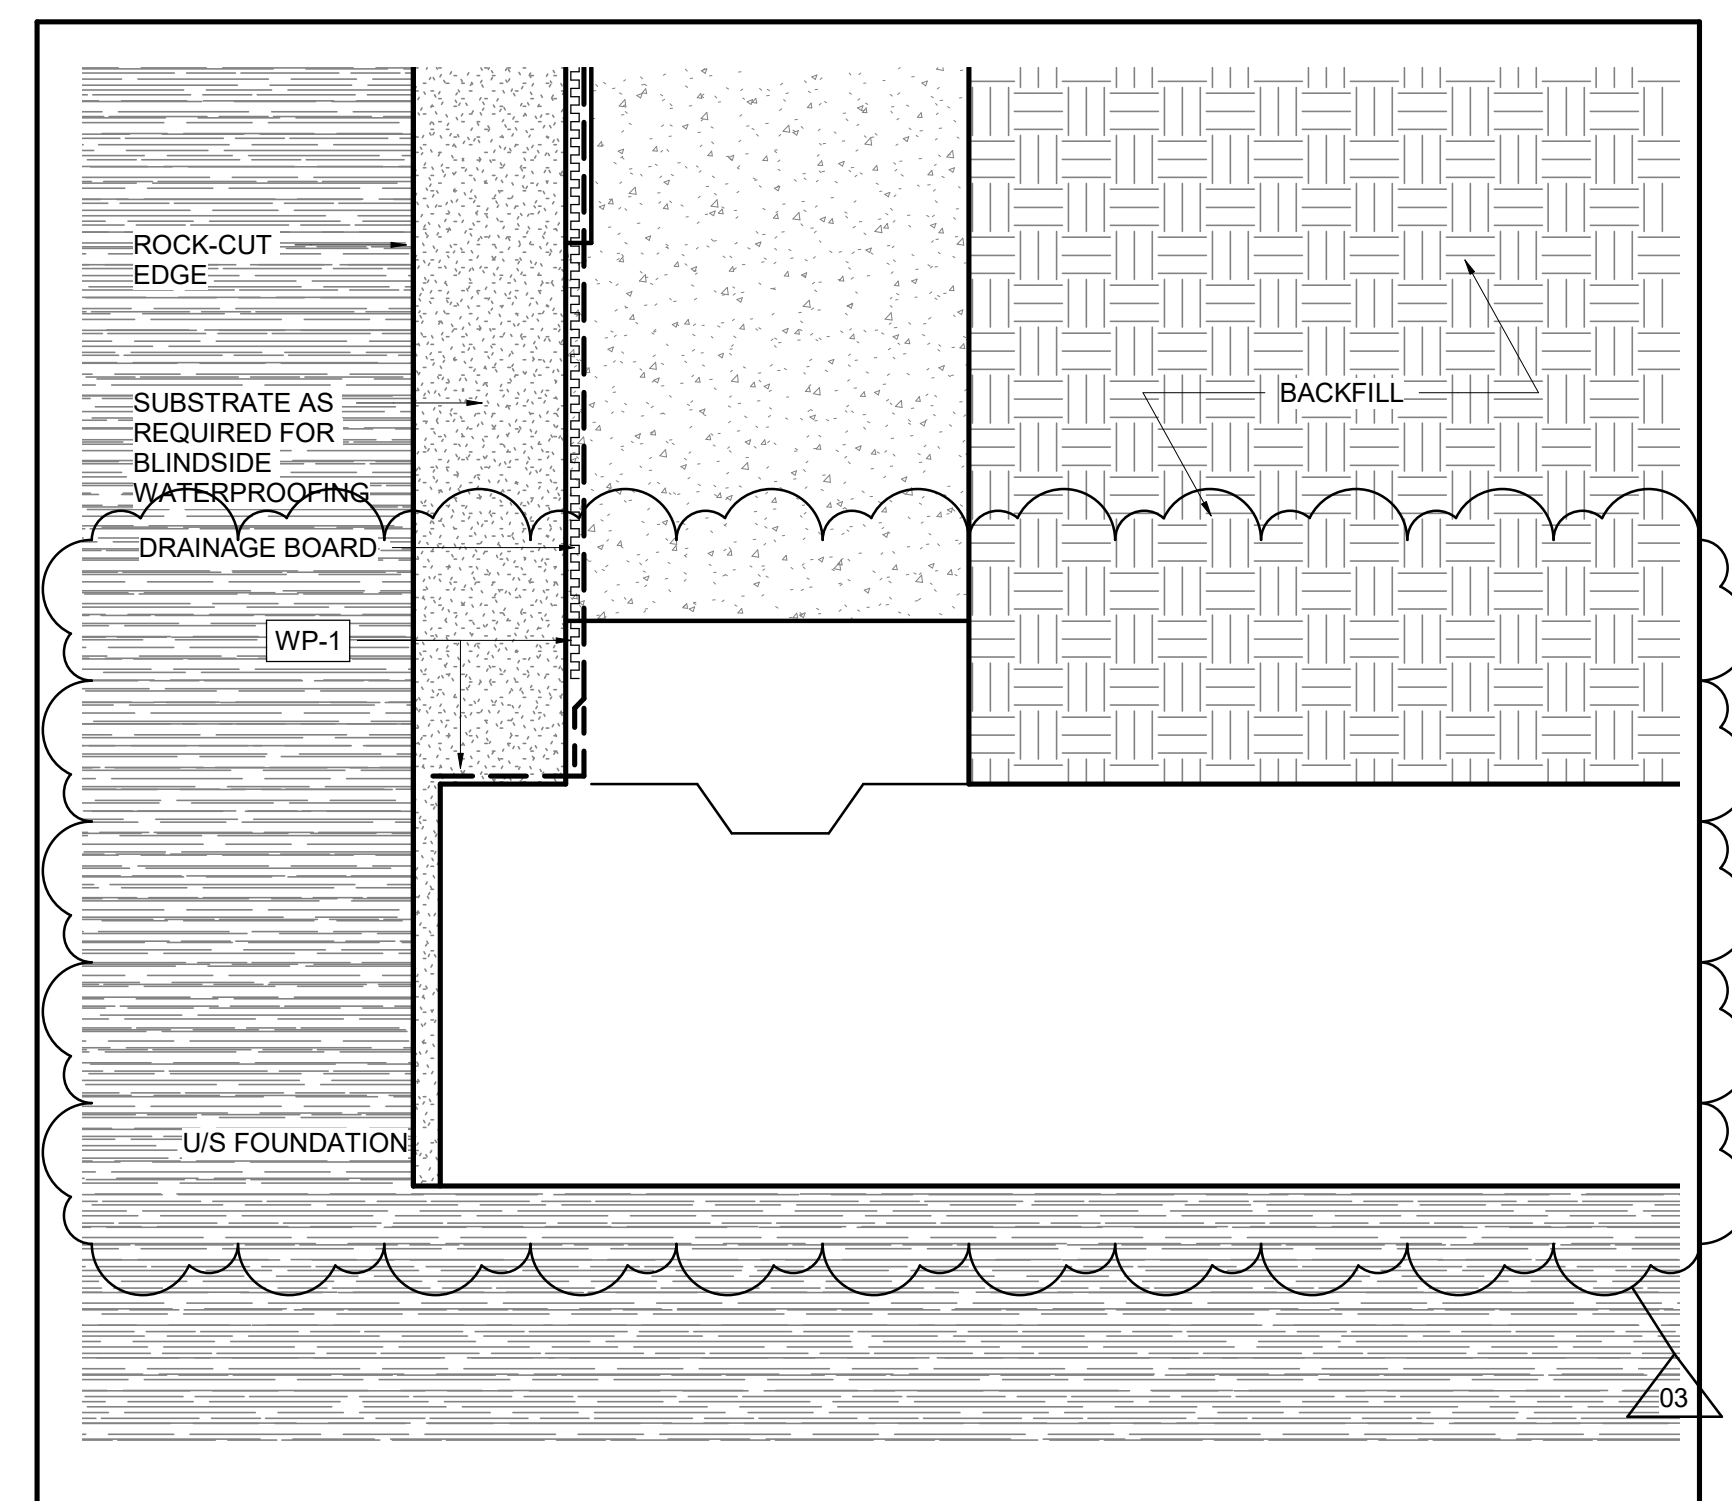 ROCK-CUT
EDGE
SUBSTRATE AS
REQUIRED FOR
BLINDSIDE
WATERPROOFING
BACKFILL
DRAINAGE BOARD
WP-1
U/S FOUNDATION
03